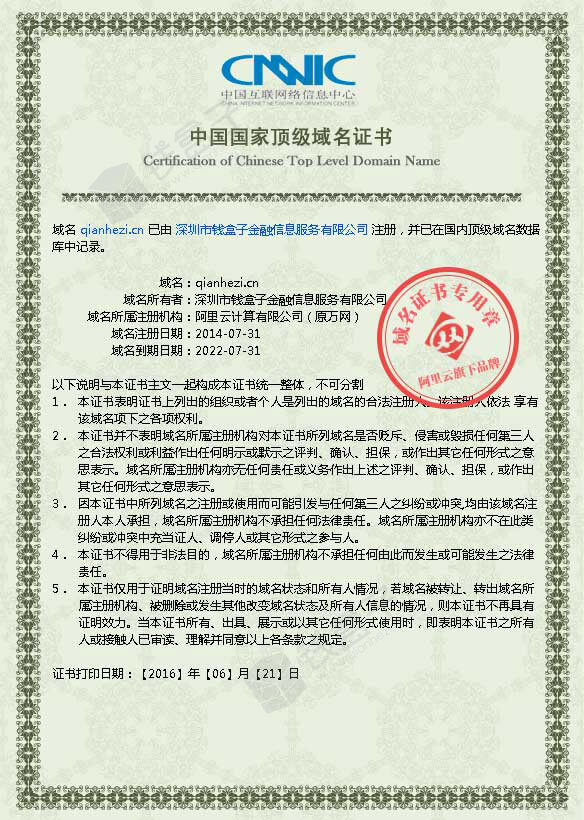 CNNIC
中国互联网络信息中心
CHINA INTERNET NETWORK INFORMATION CENTER
中国国家顶级域名证书
Certification of Chinese Top Level Domain Name
域名 qianhezi.cn 已由 深圳市钱盒子金融信息服务有限公司 注册，并已在国内顶级域名数据
库中记录。
域名：qianhezi.cn
域名所有者：深圳市钱盒子金融信息服务有限公司
域名所属注册机构：阿里云计算有限公司（原万网）
域名注册日期：2014-07-31
域名到期日期：2022-07-31
域名证书专用章
阿里云旗下品牌
以下说明与本证书主文一起构成本证书统一整体，不可分割
1． 本证书表明证书上列出的组织或者个人是列出的域名的合法注册人。该注册人依法 享有
该域名项下之各项权利。
2． 本证书并不表明域名所属注册机构对本证书所列域名是否贬斥、侵害或毁损任何第三人
之合法权利或利益作出任何明示或默示之评判、确认、担保，或作出其它任何形式之意
思表示。域名所属注册机构亦无任何责任或义务作出上述之评判、确认、担保，或作出
其它任何形式之意思表示。
3． 因本证书中所列域名之注册或使用而可能引发与任何第三人之纠纷或冲突,均由该域名注
册人本人承担，域名所属注册机构不承担任何法律责任。域名所属注册机构亦不在此类
纠纷或冲突中充当证人、调停人或其它形式之参与人。
4． 本证书不得用于非法目的，域名所属注册机构不承担任何由此而发生或可能发生之法律
责任。
5． 本证书仅用于证明域名注册当时的域名状态和所有人情况，若域名被转让、转出域名所
属注册机构、被删除或发生其他改变域名状态及所有人信息的情况，则本证书不再具有
证明效力。当本证书所有、出具、展示或以其它任何形式使用时，即表明本证书之所有
人或接触人已审读、理解并同意以上各条款之规定。
证书打印日期：【2016】年【06】月【21】日